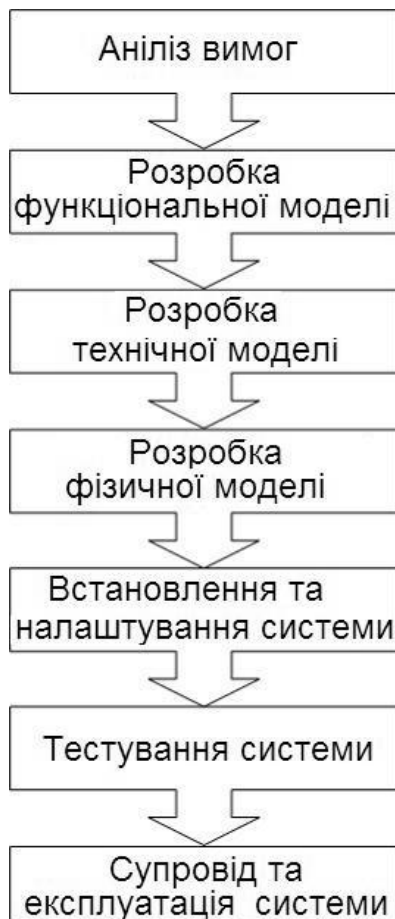 Аніліз вимог
Розробка
функціональної моделі
Розробка
технічної моделі
Розробка
фізичної моделі
Встановлення та
налаштування системи
Тестування системи
Супровід та
експлуатація системи